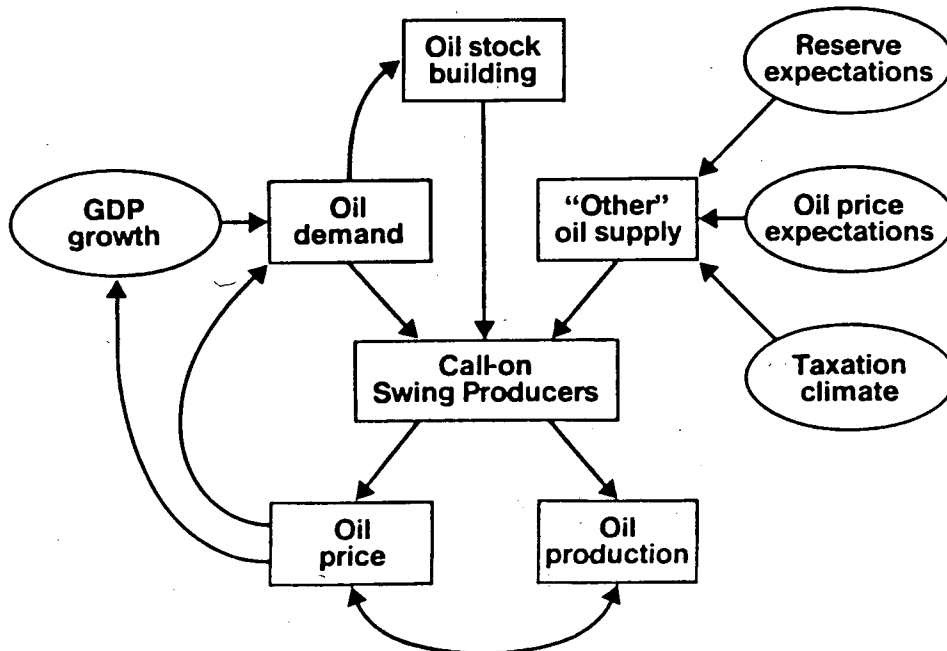 Oil stock
building
Reserve
expectations
GDP
growth
Oil
demand
“Other”
oil supply
Oil price
expectations
Call-on
Swing Producers
Taxation
climate
Oil
price
Oil
production